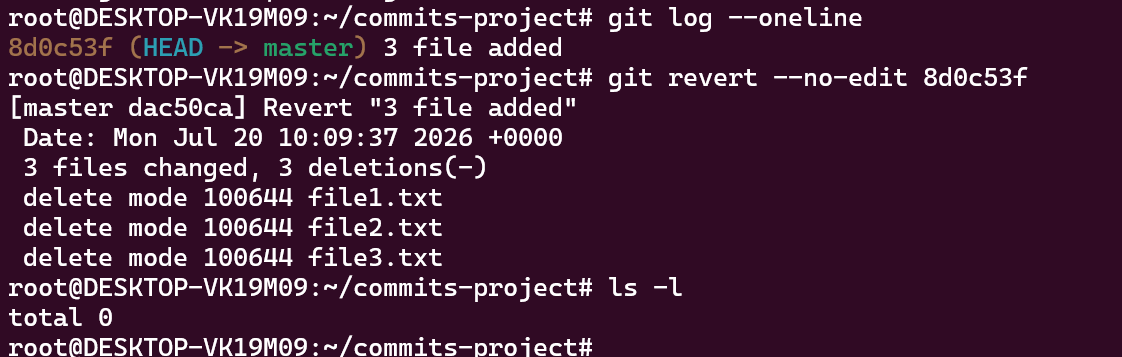 root@DESKTOP-VK19M09:~/commits-project# git log --oneline
8d0c53f (HEAD -> master) 3 file added
root@DESKTOP-VK19M09:~/commits-project# git revert --no-edit 8d0c53f
[master dac50ca] Revert "3 file added"
 Date: Mon Jul 20 10:09:37 2026 +0000
 3 files changed, 3 deletions(-)
 delete mode 100644 file1.txt
 delete mode 100644 file2.txt
 delete mode 100644 file3.txt
root@DESKTOP-VK19M09:~/commits-project# ls -l
total 0
root@DESKTOP-VK19M09:~/commits-project#